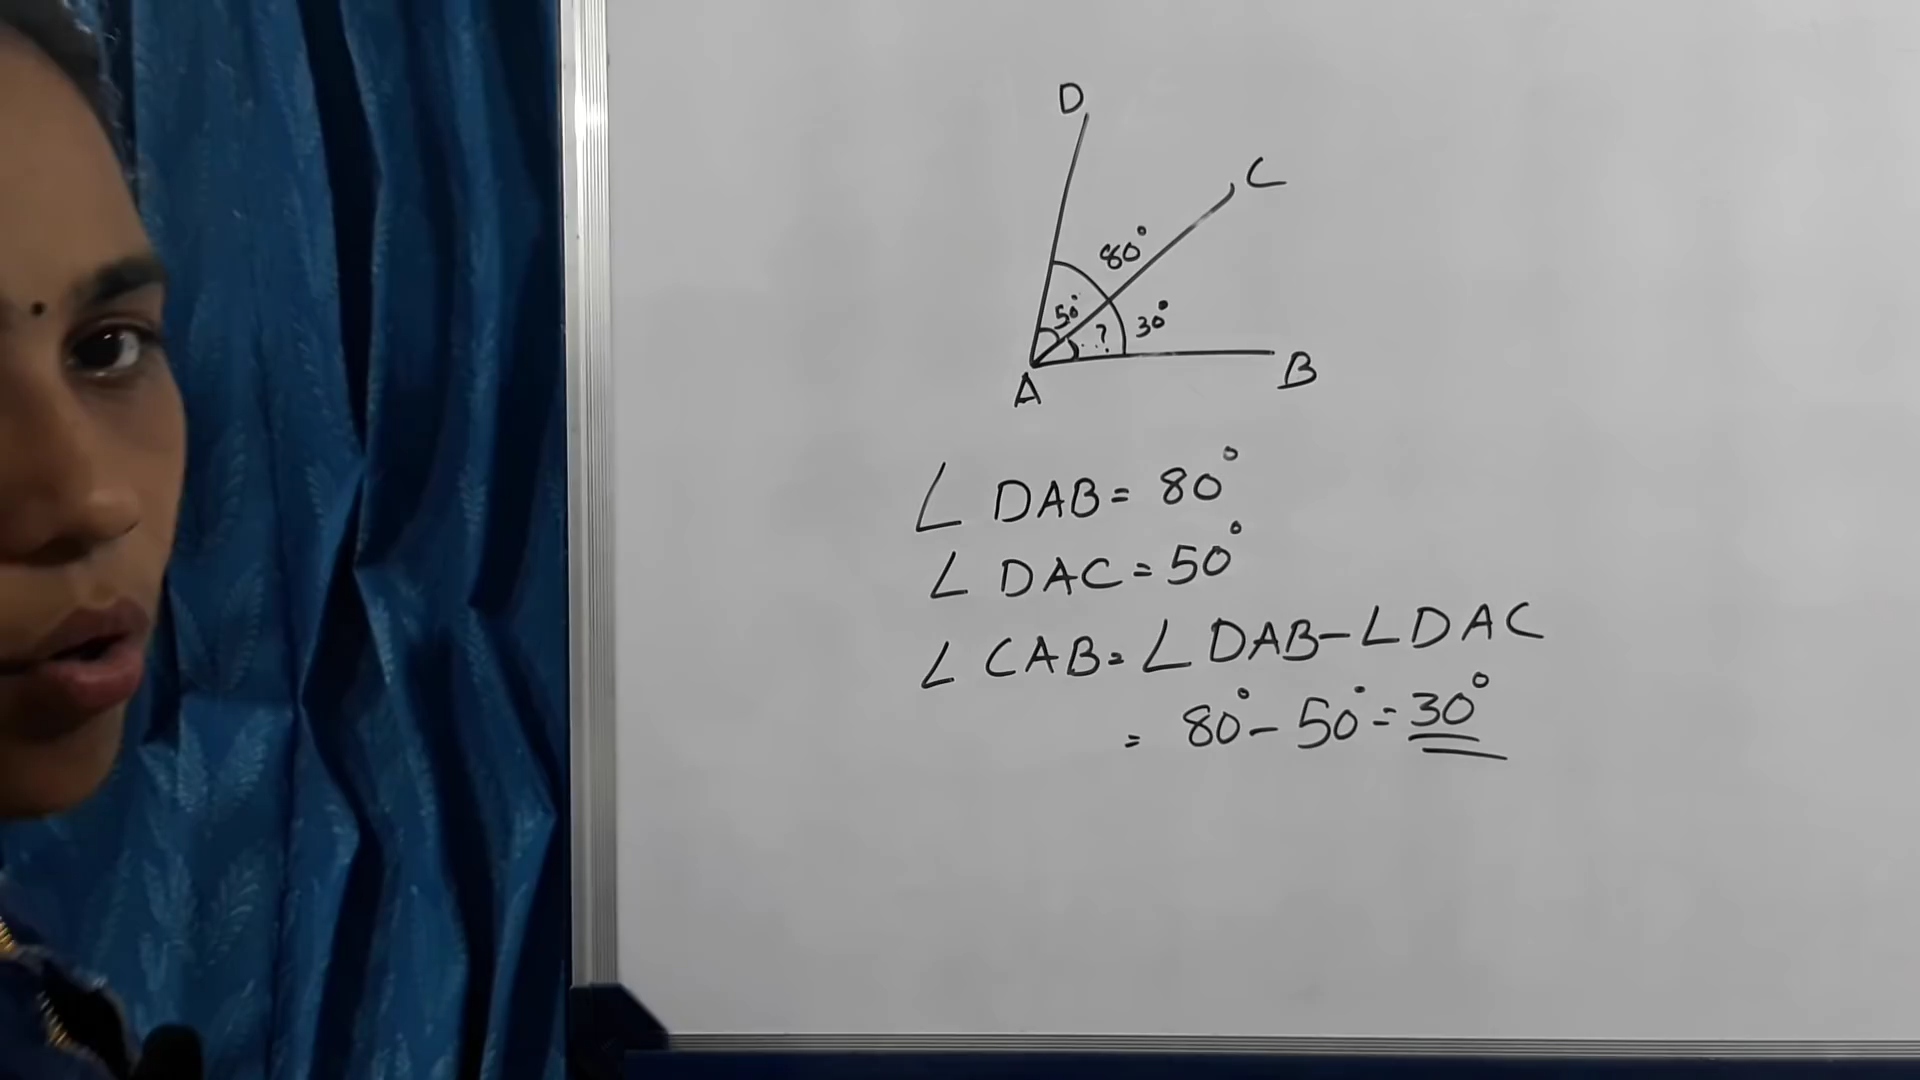 D
C
80°
50°
? 30°
A
B
∠ DAB = 80°
∠ DAC = 50°
∠ CAB = ∠ DAB - ∠ DAC
= 80° - 50° = 30°